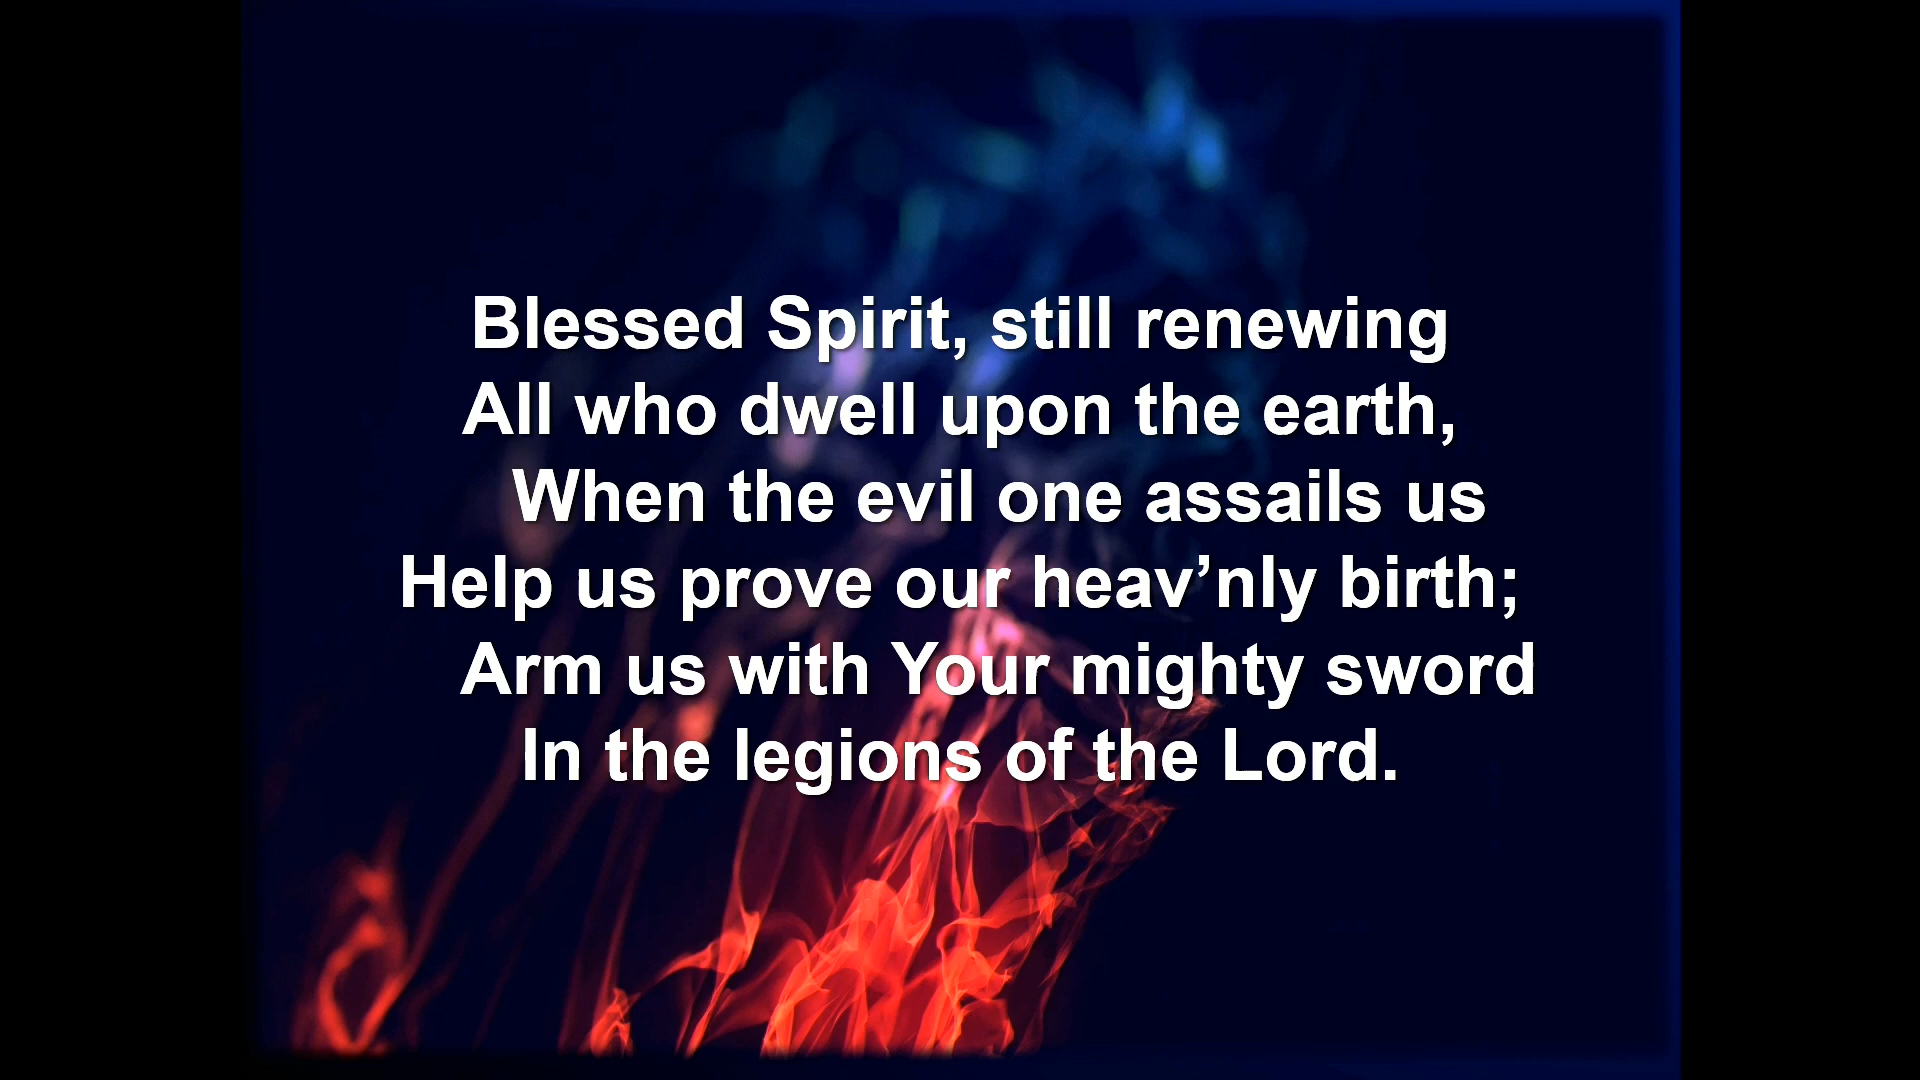 Blessed Spirit, still renewing
All who dwell upon the earth,
When the evil one assails us
Help us prove our heav’nly birth;
Arm us with Your mighty sword
In the legions of the Lord.